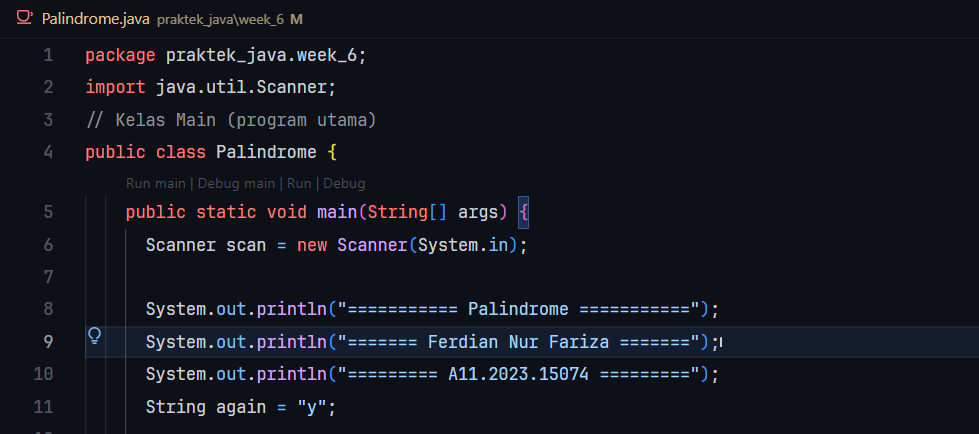 Palindrome.java praktek_java\week_6 M
1 package praktek_java.week_6;
2 import java.util.Scanner;
3 // Kelas Main (program utama)
4 public class Palindrome {
Run main | Debug main | Run | Debug
5 public static void main(String[] args) {
6 Scanner scan = new Scanner(System.in);
7
8 System.out.println("=========== Palindrome ===========");
9 System.out.println("======= Ferdian Nur Fariza =======");
10 System.out.println("========= A11.2023.15074 =========");
11 String again = "y";